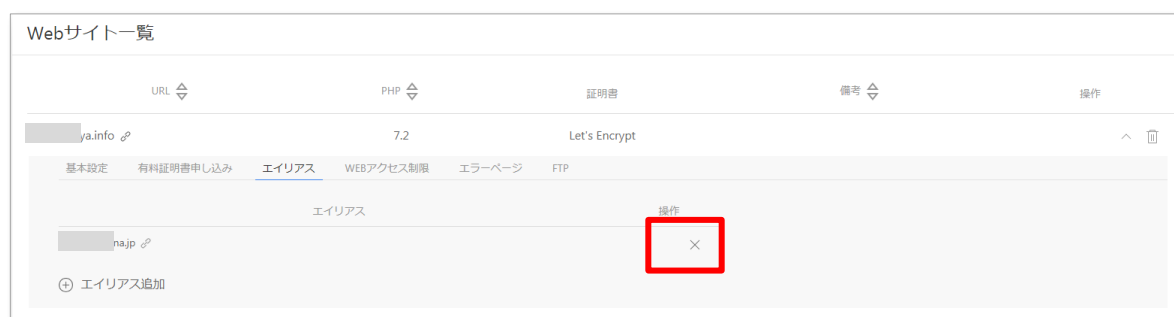 Webサイト一覧
URL PHP 証明書 備考 操作
ya.info 7.2 Let's Encrypt
基本設定 有料証明書申し込み エイリアス WEBアクセス制限 エラーページ FTP
エイリアス 操作
na.jp
エイリアス追加